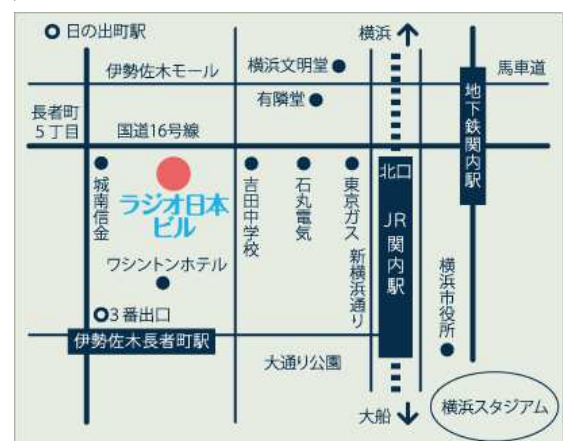 日の出町駅
横浜
伊勢佐木モール
横浜文明堂
馬車道
有隣堂
長者町
5丁目
国道16号線
地下鉄関内駅
北口
JR関内駅
城南信金
ラジオ日本
ビル
吉田中学校
石丸電気
東京ガス
新横浜通り
横浜市役所
ワシントンホテル
3番出口
伊勢佐木長者町駅
大通り公園
大船
横浜スタジアム